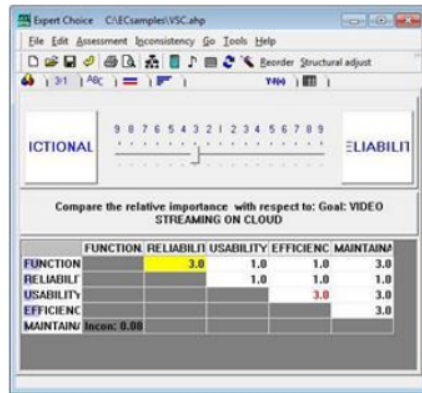 Expert Choice C:\ECsamples\VSC.ahp
File Edit Assessment Inconsistency Go Tools Help
Reorder Structural adjust
3:1 ABC Y=f(x)
ICTIONAL 9 8 7 6 5 4 3 2 1 2 3 4 5 6 7 8 9 ELIABILIT
Compare the relative importance with respect to: Goal: VIDEO
STREAMING ON CLOUD
FUNCTION RELIABILIT USABILITY EFFICIENC MAINTAINA
FUNCTION 3.0 1.0 1.0 3.0
RELIABILIT 1.0 1.0 1.0
USABILITY 3.0 3.0
EFFICIENC 3.0
MAINTAINA Incon: 0.00